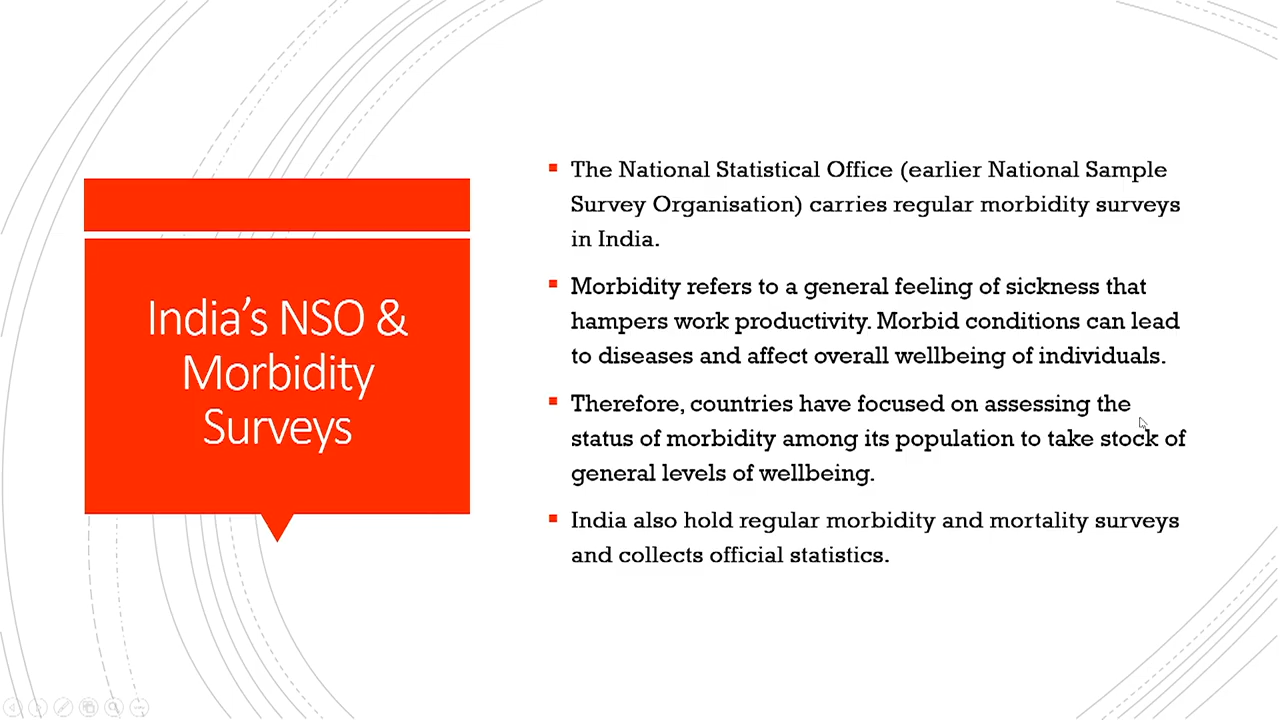 India's NSO &
Morbidity
Surveys
The National Statistical Office (earlier National Sample
Survey Organisation) carries regular morbidity surveys
in India.
Morbidity refers to a general feeling of sickness that
hampers work productivity. Morbid conditions can lead
to diseases and affect overall wellbeing of individuals.
Therefore, countries have focused on assessing the
status of morbidity among its population to take stock of
general levels of wellbeing.
India also hold regular morbidity and mortality surveys
and collects official statistics.